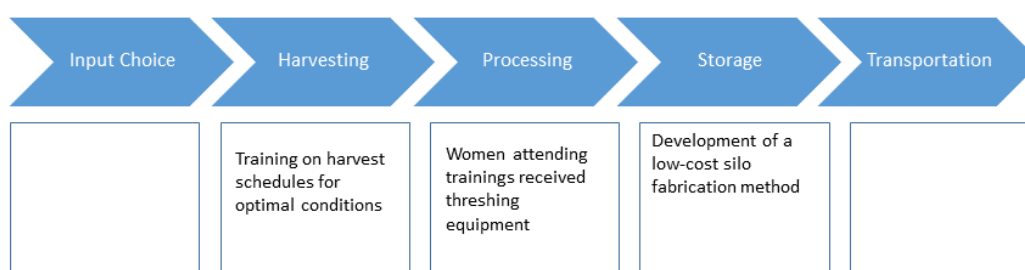 Input Choice
Harvesting
Processing
Storage
Transportation
Training on harvest
schedules for
optimal conditions
Women attending
trainings received
threshing
equipment
Development of a
low-cost silo
fabrication method